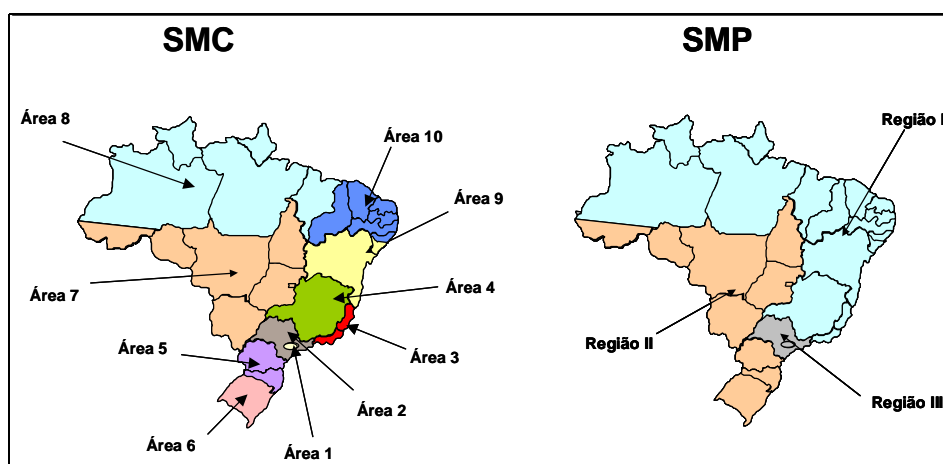 SMC
SMP
Área 8
Área 10
Região I
Área 9
Área 7
Área 4
Área 5
Área 3
Região II
Área 2
Região III
Área 6
Área 1